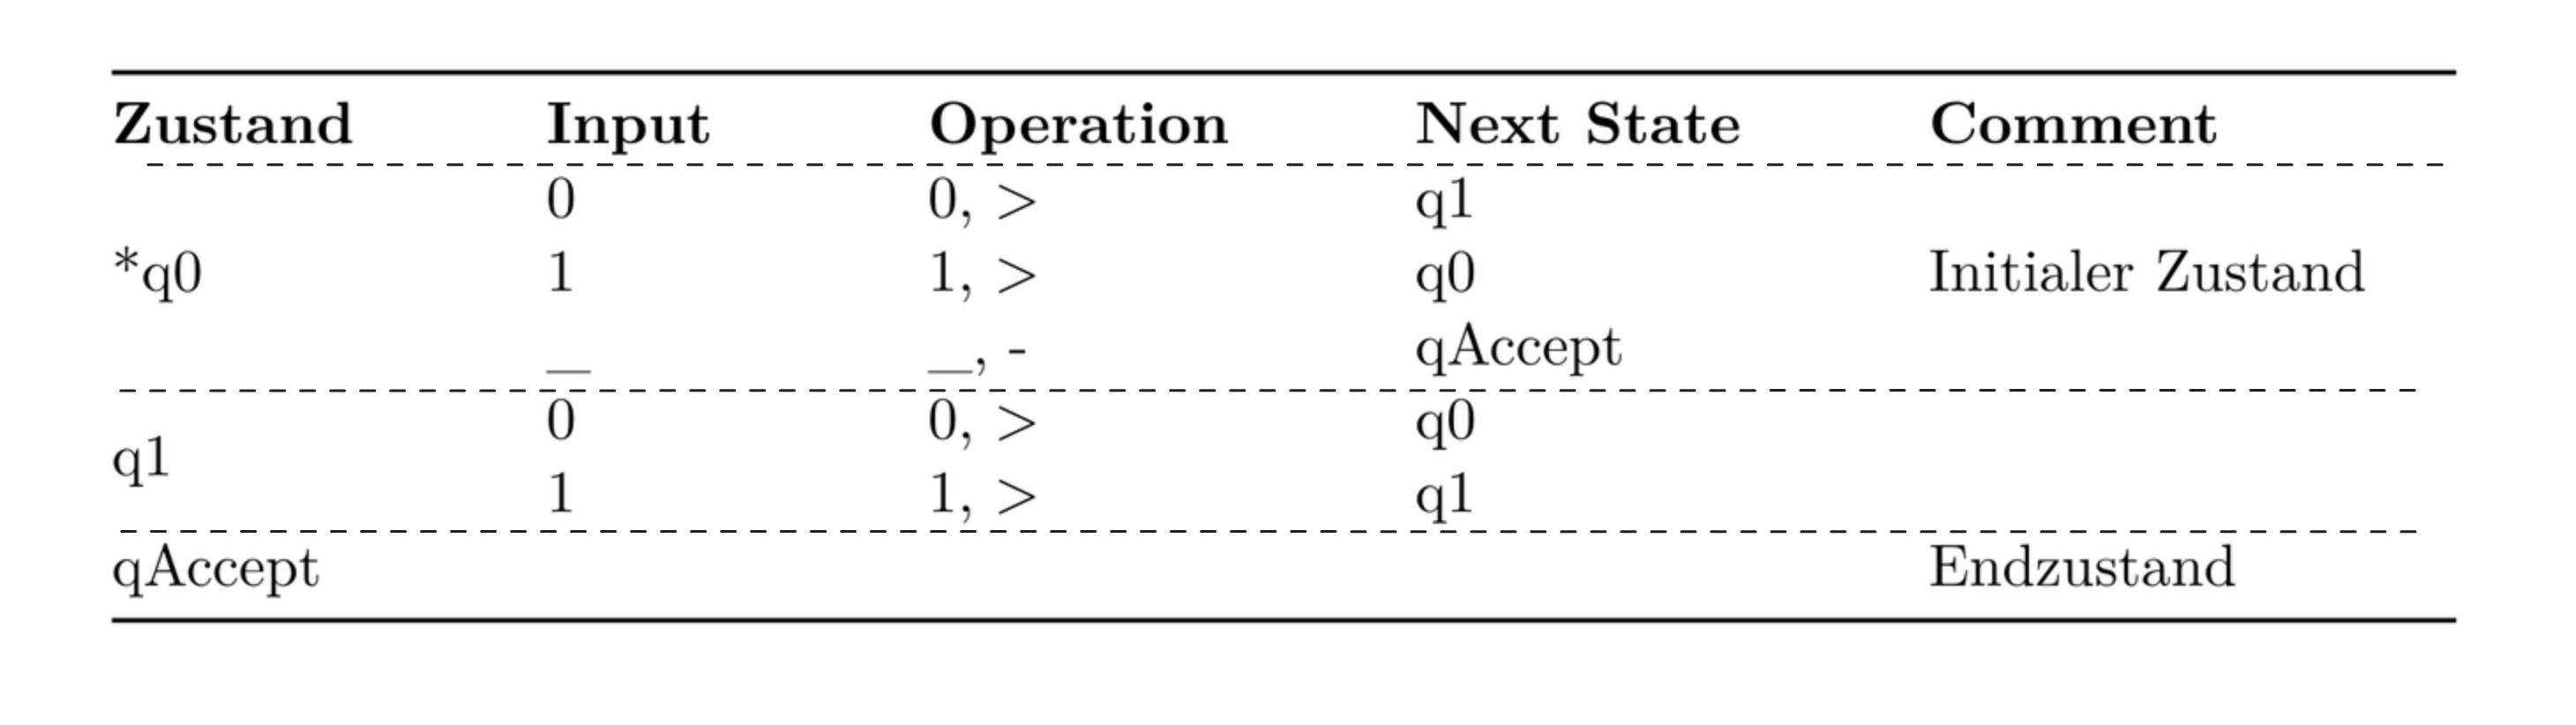 Zustand Input Operation Next State Comment
0 0, > q1
*q0 1 1, > q0 Initialer Zustand
_ _, - qAccept
0 0, > q0
q1
1 1, > q1
qAccept Endzustand